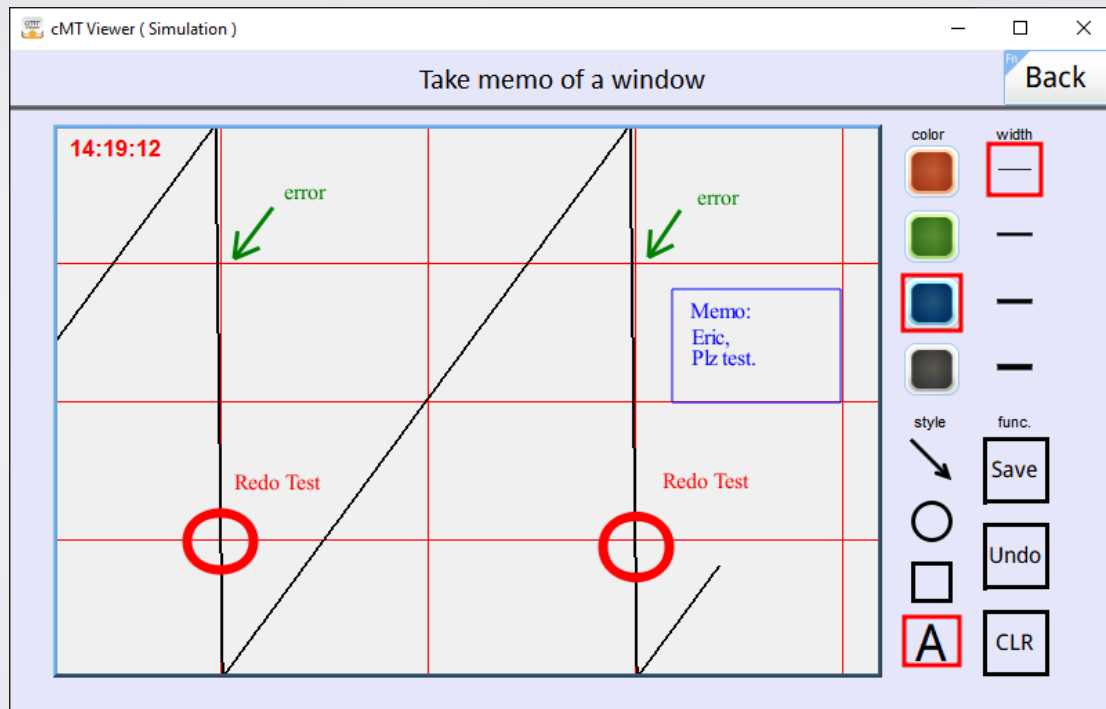 cMT Viewer ( Simulation )
Take memo of a window
Fn
Back
14:19:12
error
error
Memo:
Eric,
Plz test.
Redo Test
Redo Test
color
width
style
func.
Save
Undo
A
CLR